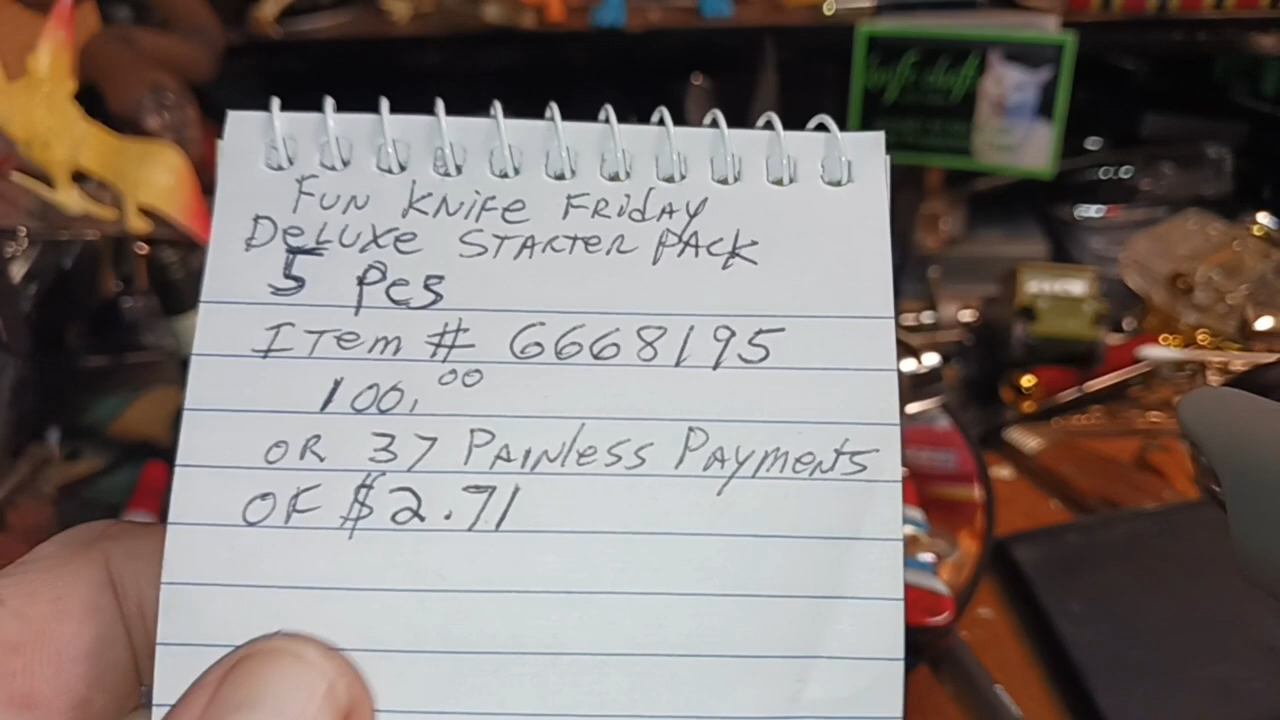 FUN KNIFE FRIDAY
DELUXE STARTER PACK
5 Pcs
ITem # 6668195
100.00
OR 37 PAINLESS PAYMENTS
OF $2.71